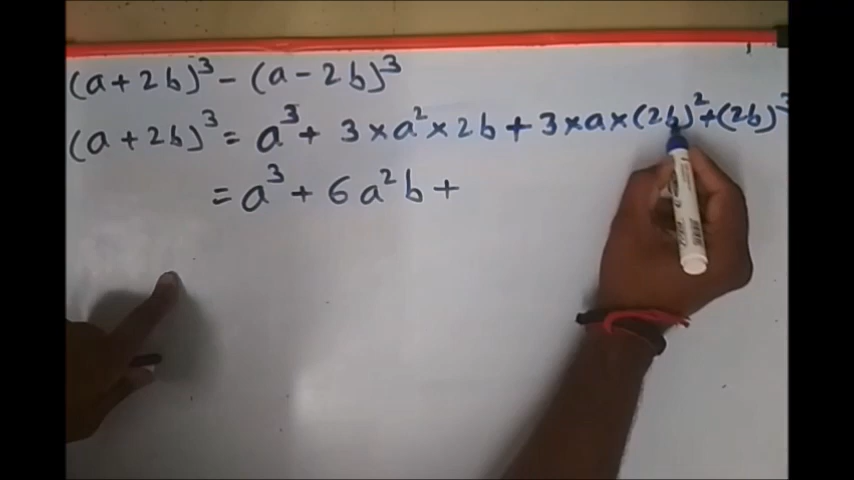 (a+2b)³ - (a-2b)³
(a+2b)³ = a³ + 3×a²×2b + 3×a×(2b)²+(2b)³
= a³ + 6a²b +